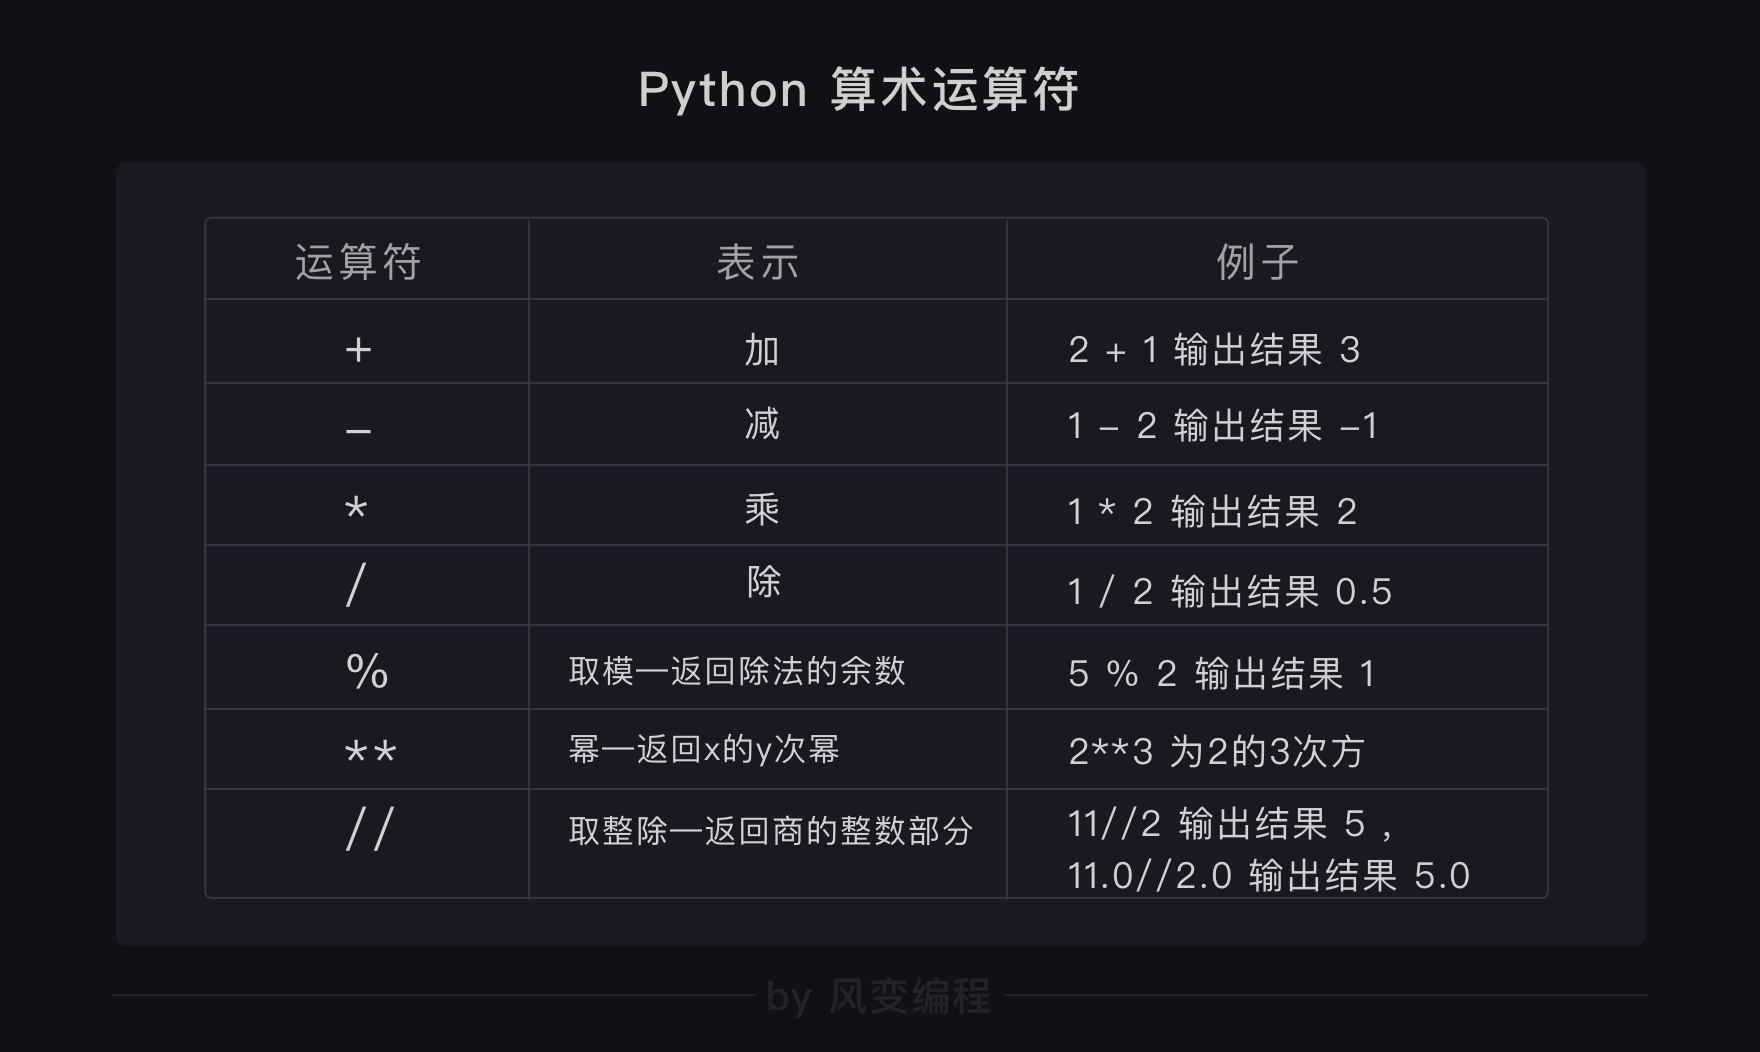 Python 算术运算符
运算符 表示 例子
+ 加 2 + 1 输出结果 3
– 减 1 – 2 输出结果 –1
* 乘 1 * 2 输出结果 2
/ 除 1 / 2 输出结果 0.5
% 取模—返回除法的余数 5 % 2 输出结果 1
** 幂—返回x的y次幂 2**3 为2的3次方
// 取整除—返回商的整数部分 11//2 输出结果 5 ,
11.0//2.0 输出结果 5.0
by 风变编程